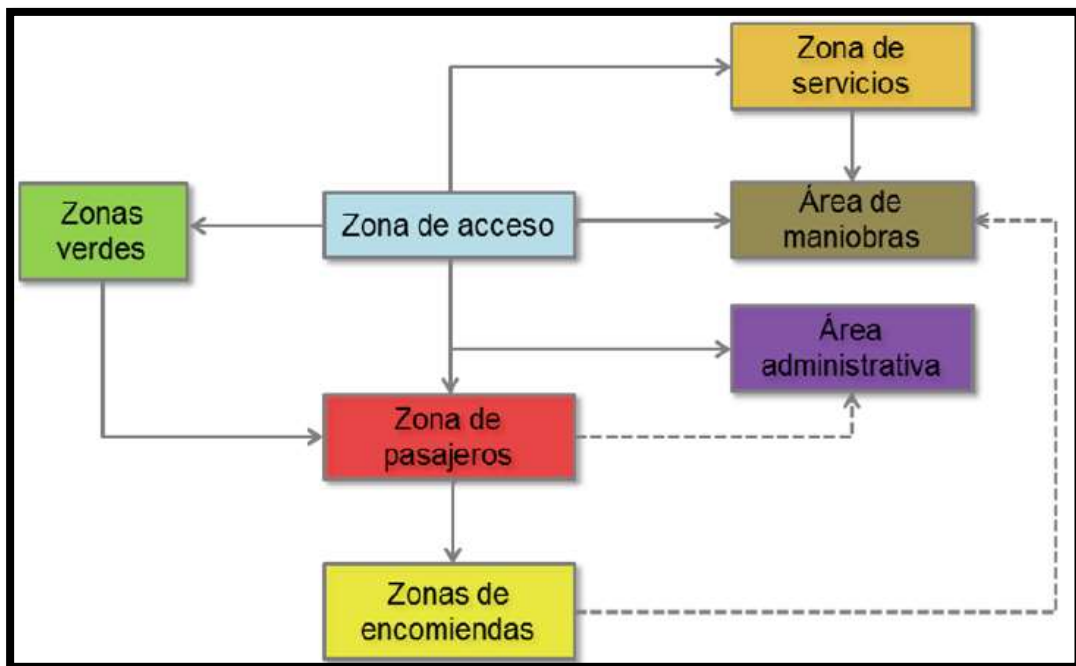 Zona de
servicios
Zonas
verdes
Zona de acceso
Área de
maniobras
Área
administrativa
Zona de
pasajeros
Zonas de
encomiendas